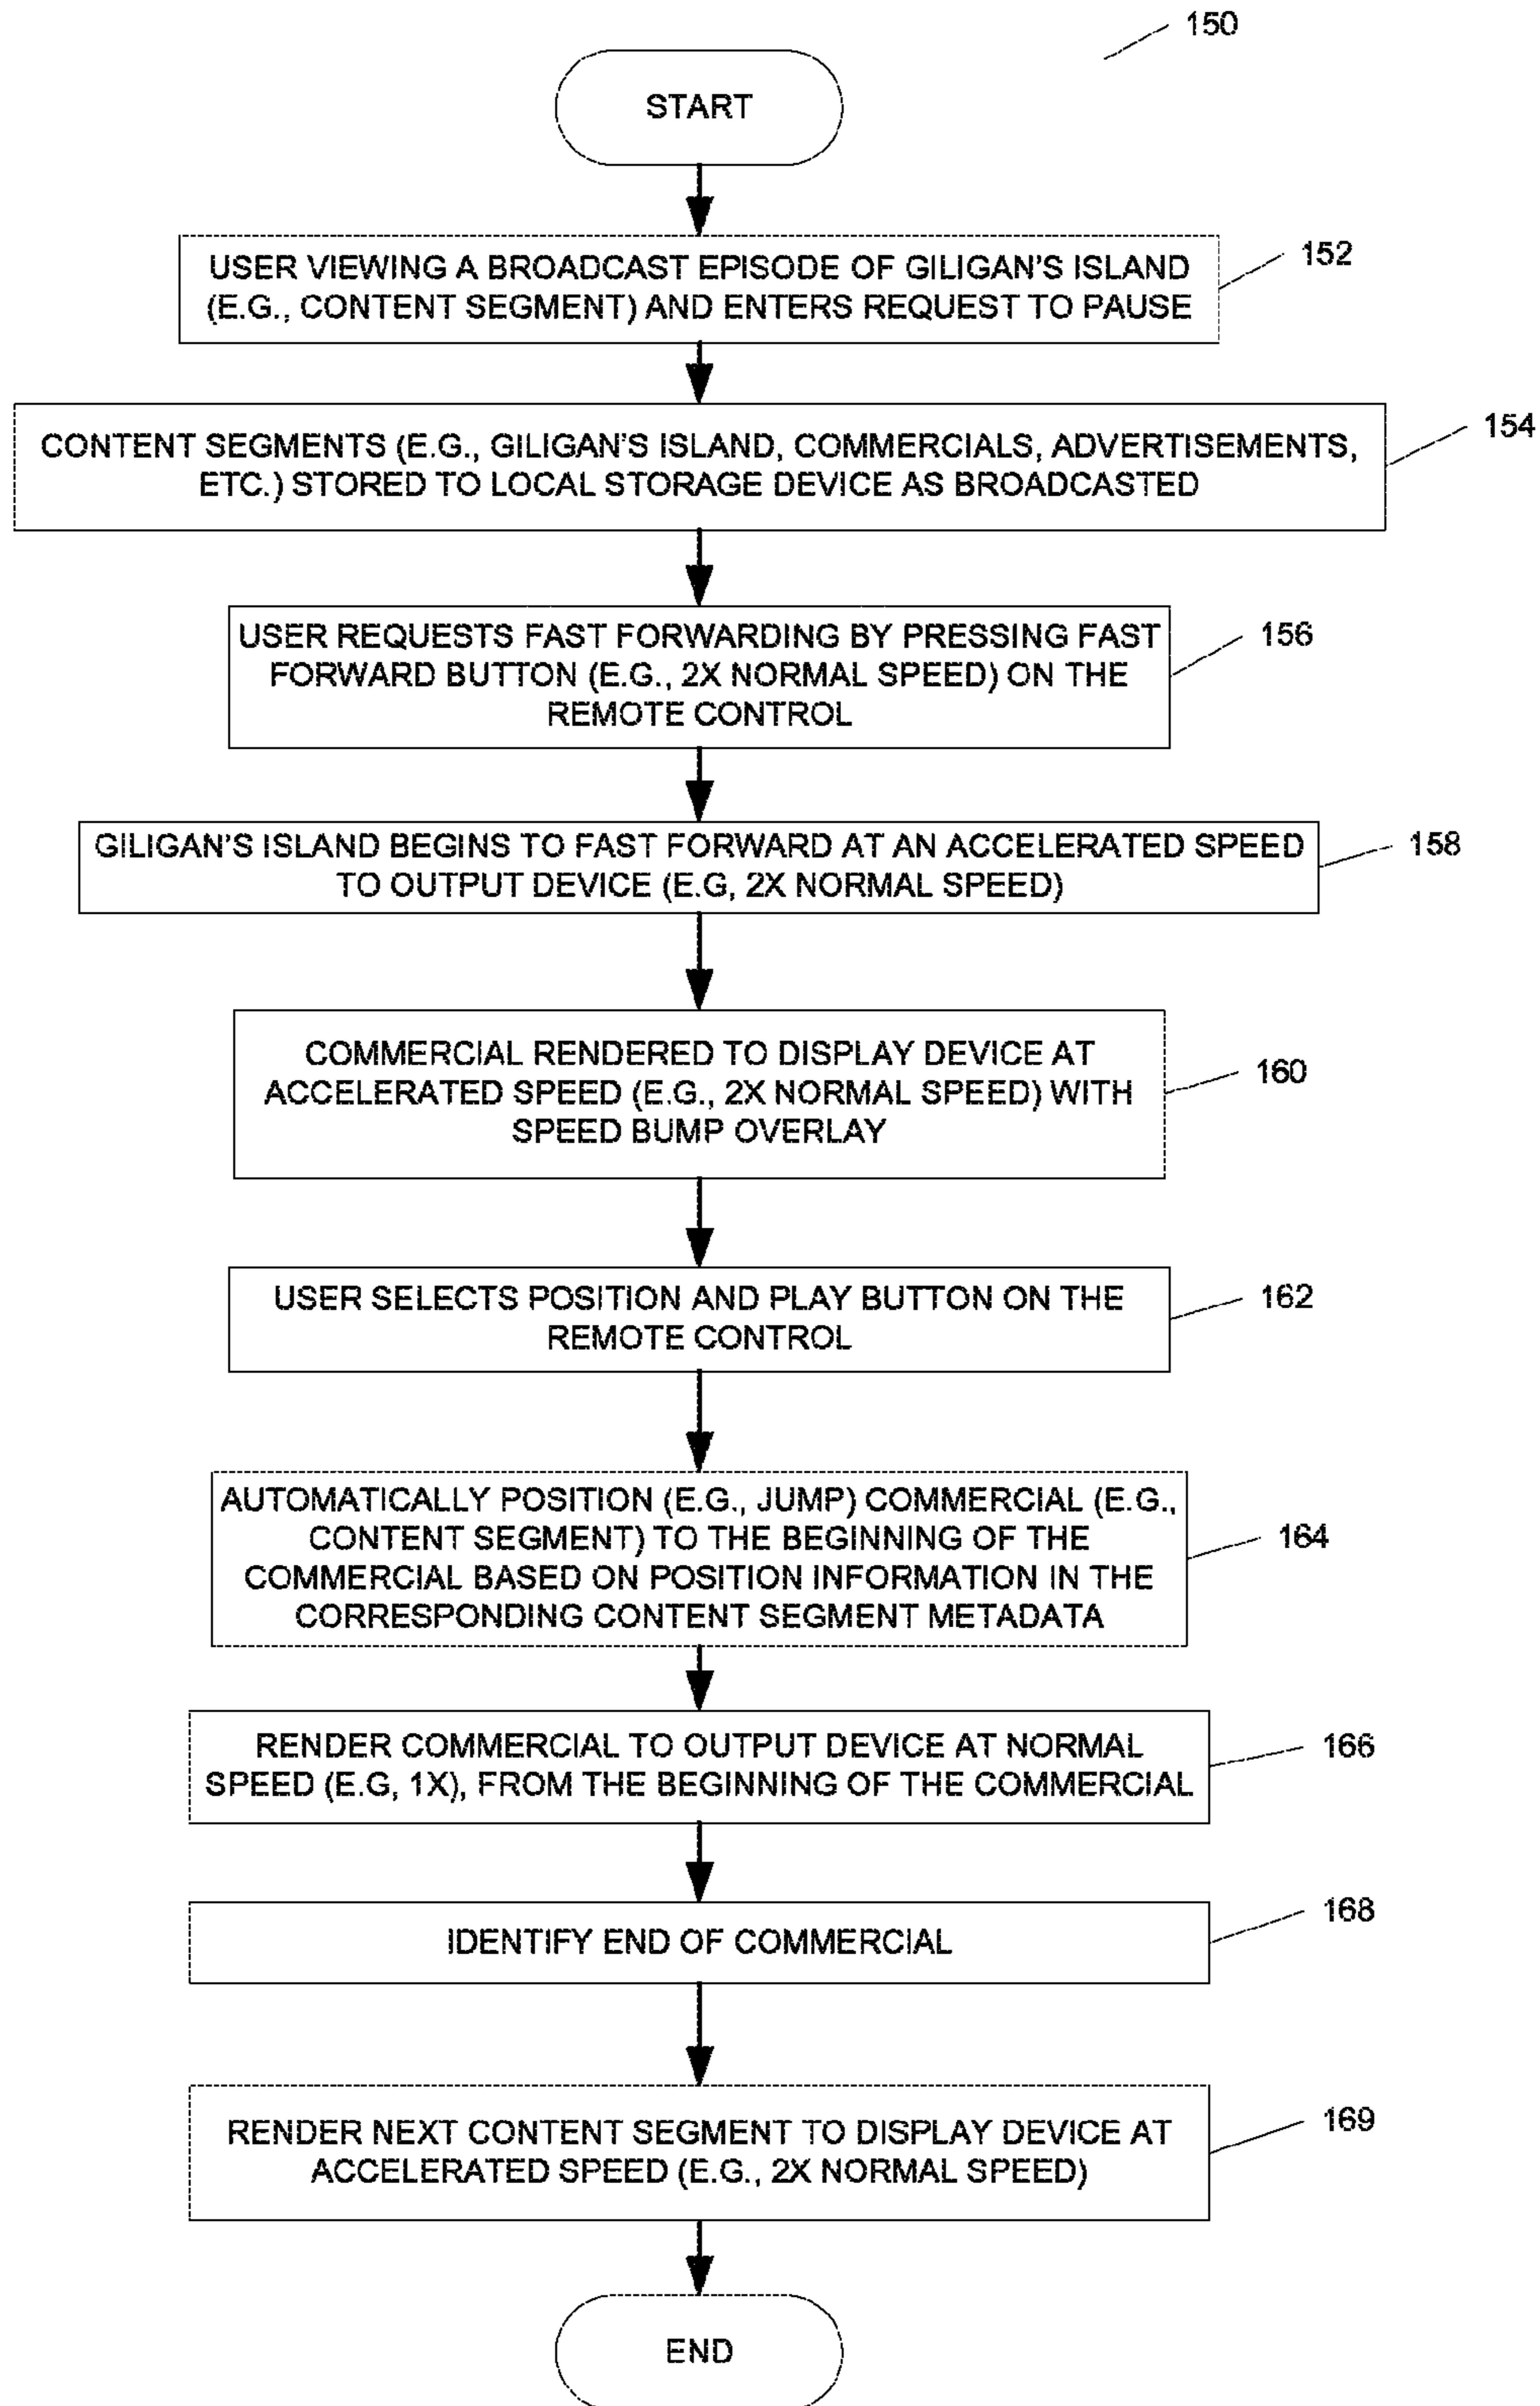 150
START
USER VIEWING A BROADCAST EPISODE OF GILIGAN'S ISLAND
(E.G., CONTENT SEGMENT) AND ENTERS REQUEST TO PAUSE
152
CONTENT SEGMENTS (E.G., GILIGAN'S ISLAND, COMMERCIALS, ADVERTISEMENTS,
ETC.) STORED TO LOCAL STORAGE DEVICE AS BROADCASTED
154
USER REQUESTS FAST FORWARDING BY PRESSING FAST
FORWARD BUTTON (E.G., 2X NORMAL SPEED) ON THE
REMOTE CONTROL
156
GILIGAN'S ISLAND BEGINS TO FAST FORWARD AT AN ACCELERATED SPEED
TO OUTPUT DEVICE (E.G, 2X NORMAL SPEED)
158
COMMERCIAL RENDERED TO DISPLAY DEVICE AT
ACCELERATED SPEED (E.G., 2X NORMAL SPEED) WITH
SPEED BUMP OVERLAY
160
USER SELECTS POSITION AND PLAY BUTTON ON THE
REMOTE CONTROL
162
AUTOMATICALLY POSITION (E.G., JUMP) COMMERCIAL (E.G.,
CONTENT SEGMENT) TO THE BEGINNING OF THE
COMMERCIAL BASED ON POSITION INFORMATION IN THE
CORRESPONDING CONTENT SEGMENT METADATA
164
RENDER COMMERCIAL TO OUTPUT DEVICE AT NORMAL
SPEED (E.G, 1X), FROM THE BEGINNING OF THE COMMERCIAL
166
IDENTIFY END OF COMMERCIAL
168
RENDER NEXT CONTENT SEGMENT TO DISPLAY DEVICE AT
ACCELERATED SPEED (E.G., 2X NORMAL SPEED)
169
END